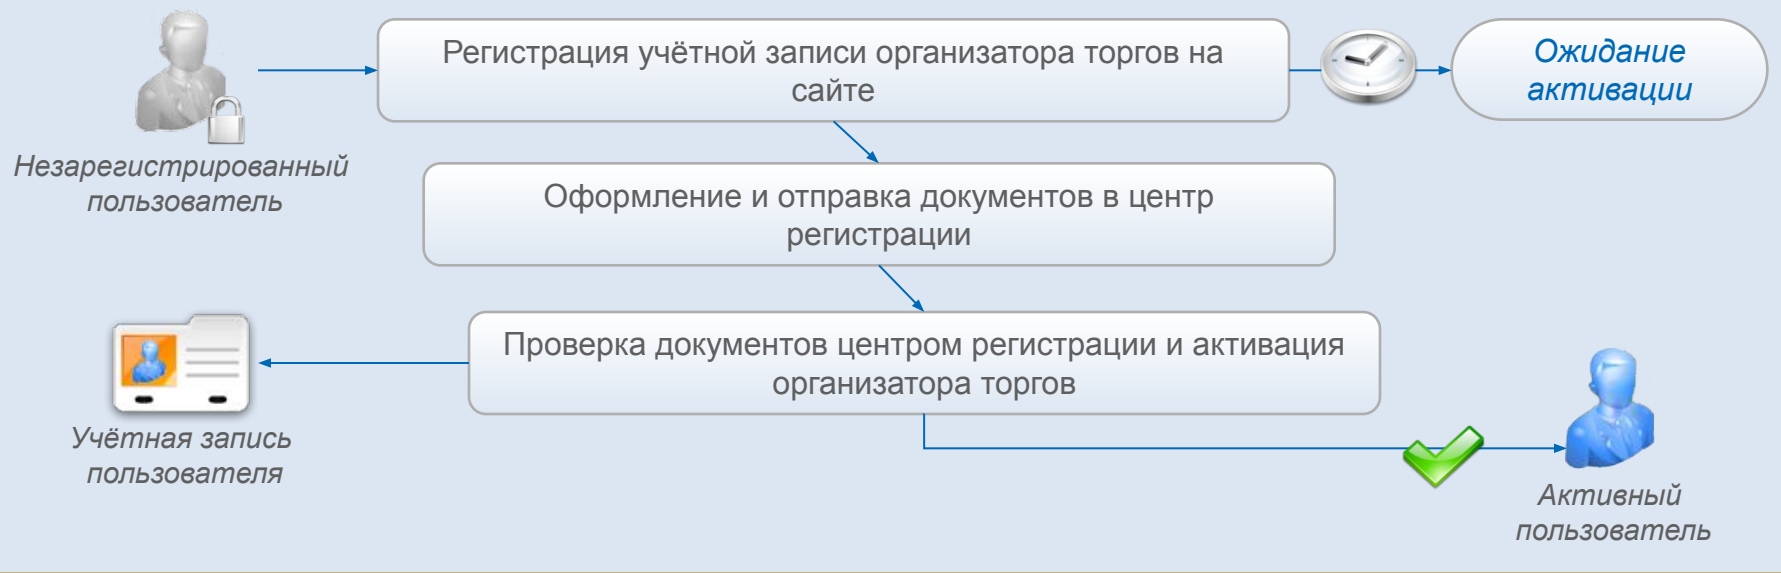 Регистрация учётной записи организатора торгов на
сайте
Ожидание
активации
Незарегистрированный
пользователь
Оформление и отправка документов в центр
регистрации
Проверка документов центром регистрации и активация
организатора торгов
Учётная запись
пользователя
Активный
пользователь